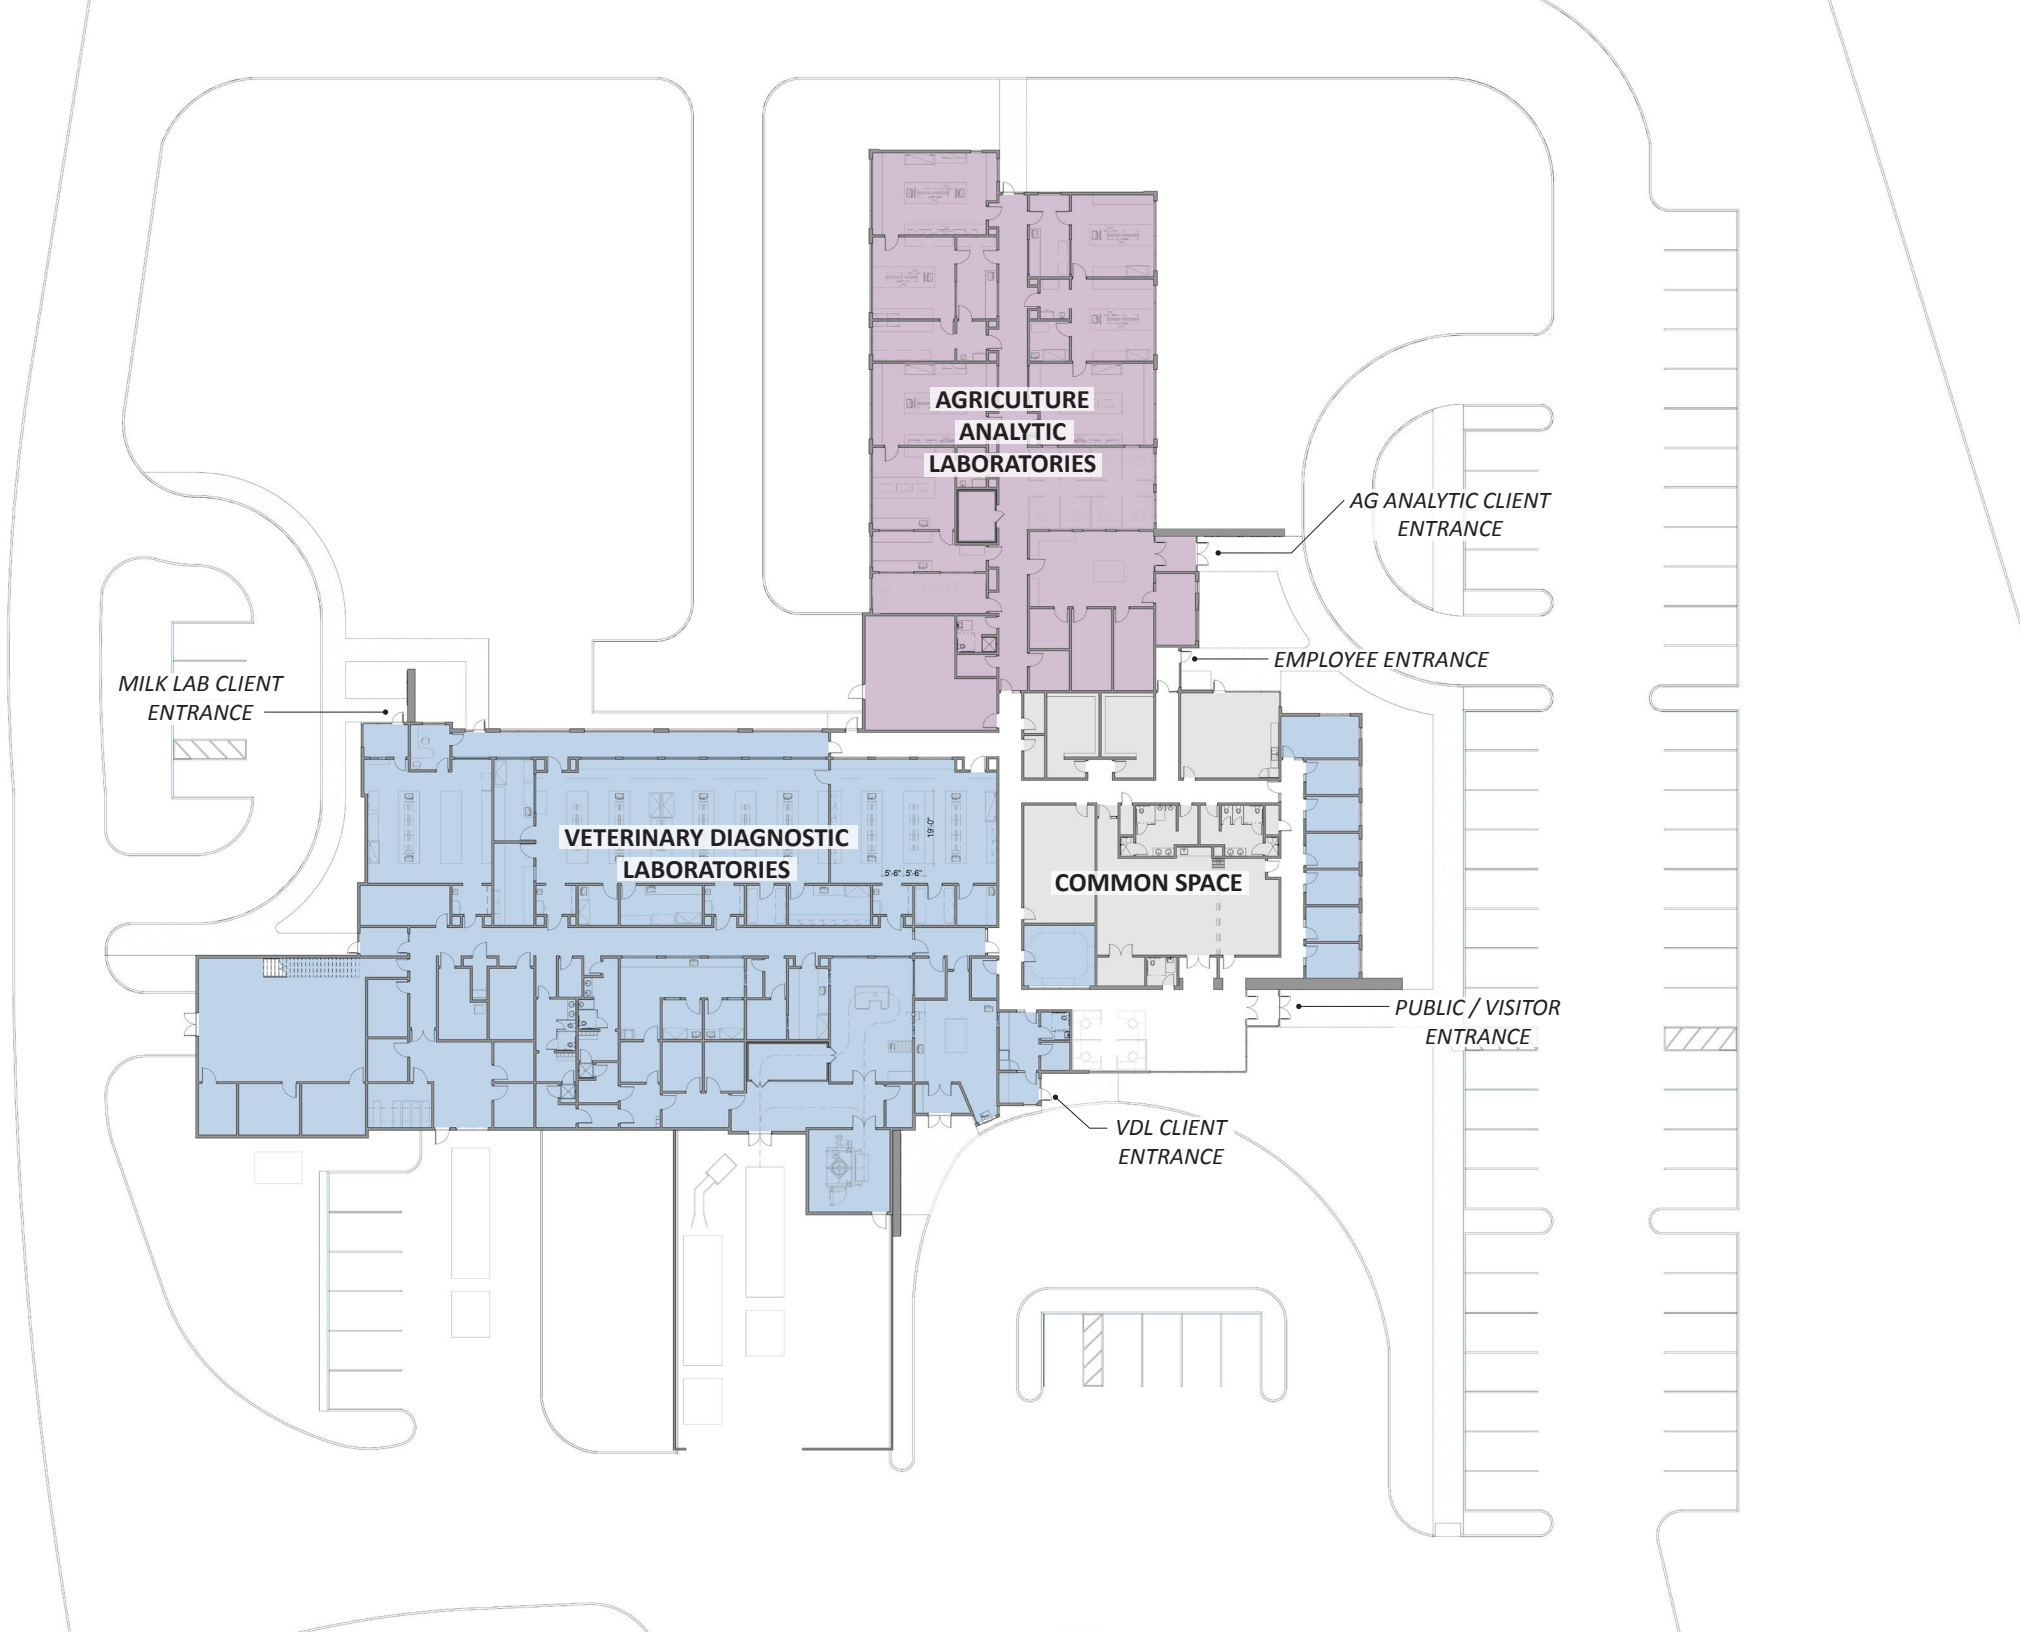 AGRICULTURE
ANALYTIC
LABORATORIES
AG ANALYTIC CLIENT
ENTRANCE
EMPLOYEE ENTRANCE
MILK LAB CLIENT
ENTRANCE
VETERINARY DIAGNOSTIC
LABORATORIES
19'-0"
5'-6"
5'-6"
COMMON SPACE
PUBLIC / VISITOR
ENTRANCE
VDL CLIENT
ENTRANCE